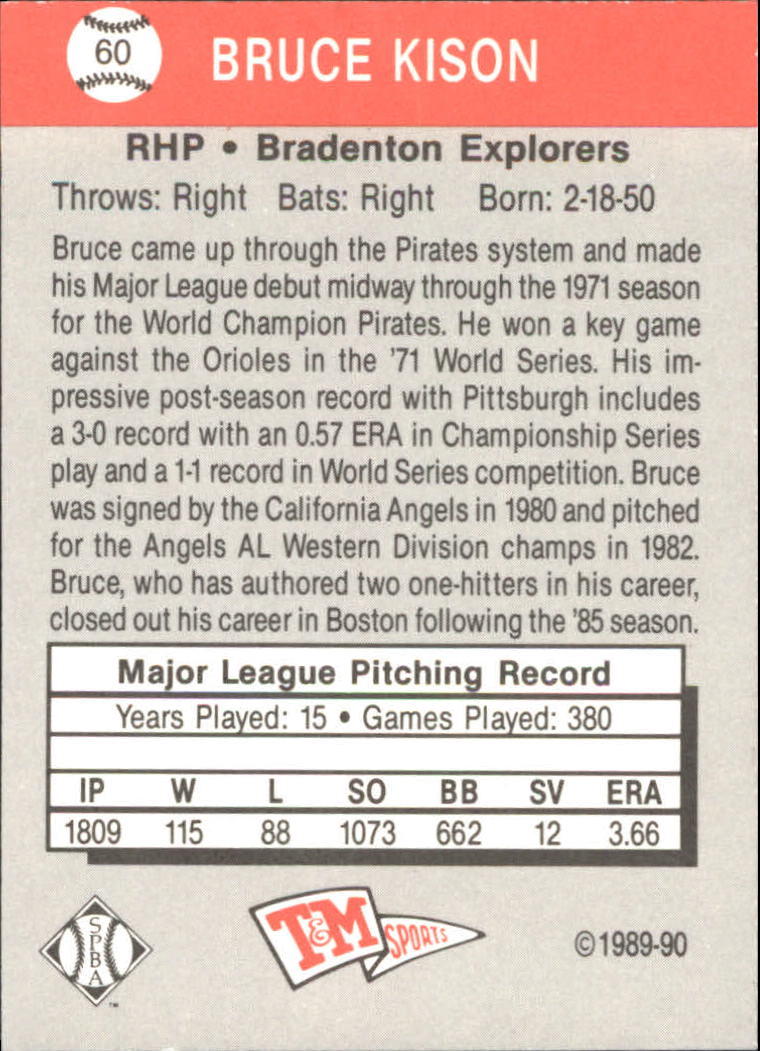 60
BRUCE KISON
RHP • Bradenton Explorers
Throws: Right Bats: Right Born: 2-18-50
Bruce came up through the Pirates system and made
his Major League debut midway through the 1971 season
for the World Champion Pirates. He won a key game
against the Orioles in the '71 World Series. His im-
pressive post-season record with Pittsburgh includes
a 3-0 record with an 0.57 ERA in Championship Series
play and a 1-1 record in World Series competition. Bruce
was signed by the California Angels in 1980 and pitched
for the Angels AL Western Division champs in 1982.
Bruce, who has authored two one-hitters in his career,
closed out his career in Boston following the '85 season.
Major League Pitching Record
Years Played: 15 • Games Played: 380
IP W L SO BB SV ERA
1809 115 88 1073 662 12 3.66
SPBA
™
T&M
SPORTS
©1989-90